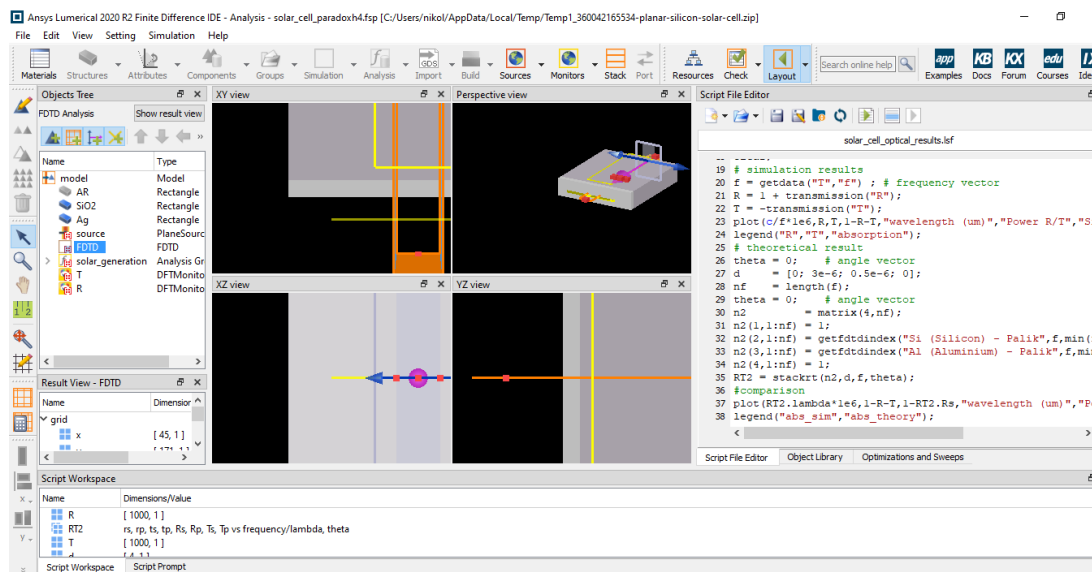 Ansys Lumerical 2020 R2 Finite Difference IDE - Analysis - solar_cell_paradoxh4.fsp [C:/Users/nikol/AppData/Local/Temp/Temp1_360042165534-planar-silicon-solar-cell.zip]
File Edit View Setting Simulation Help
Materials Structures Attributes Components Groups Simulation Analysis Import Build Sources Monitors Stack Port Resources Check Layout Search online help Examples Docs Forum Courses
GDS app KB KX edu
Objects Tree
FDTD Analysis Show result view
Name Type
model Model
AR Rectangle
SiO2 Rectangle
Ag Rectangle
source PlaneSourc
FDTD FDTD
solar_generation Analysis Gr
T DFTMonito
R DFTMonito
Result View - FDTD
Name Dimension
grid
x [ 45, 1 ]
XY view
Perspective view
XZ view
YZ view
Script File Editor
solar_cell_optical_results.lsf
19 # simulation results
20 f = getdata("T","f") ; # frequency vector
21 R = 1 + transmission("R");
22 T = -transmission("T");
23 plot(c/f*1e6,R,T,1-R-T,"wavelength (um)","Power R/T","S
24 legend("R","T","absorption");
25 # theoretical result
26 theta = 0; # angle vector
27 d = [0; 3e-6; 0.5e-6; 0];
28 nf = length(f);
29 theta = 0; # angle vector
30 n2 = matrix(4,nf);
31 n2(1,1:nf) = 1;
32 n2(2,1:nf) = getfdtdindex("Si (Silicon) - Palik",f,min(
33 n2(3,1:nf) = getfdtdindex("Al (Aluminium) - Palik",f,min
34 n2(4,1:nf) = 1;
35 RT2 = stackrt(n2,d,f,theta);
36 #comparison
37 plot(RT2.lambda*1e6,1-R-T,1-RT2.Rs,"wavelength (um)","P
38 legend("abs_sim","abs_theory");
Script File Editor Object Library Optimizations and Sweeps
Script Workspace
Name Dimensions/Value
R [ 1000, 1 ]
RT2 rs, rp, ts, tp, Rs, Rp, Ts, Tp vs frequency/lambda, theta
T [ 1000, 1 ]
d [ 4, 1 ]
Script Workspace Script Prompt